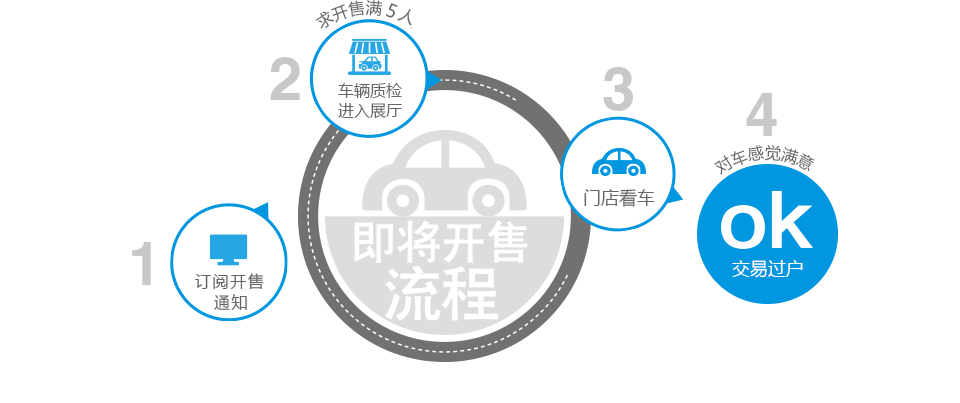 1
订阅开售
通知
2
求开售满 5 人
车辆质检
进入展厅
即将开售
流程
3
门店看车
4
对车感觉满意
ok
交易过户